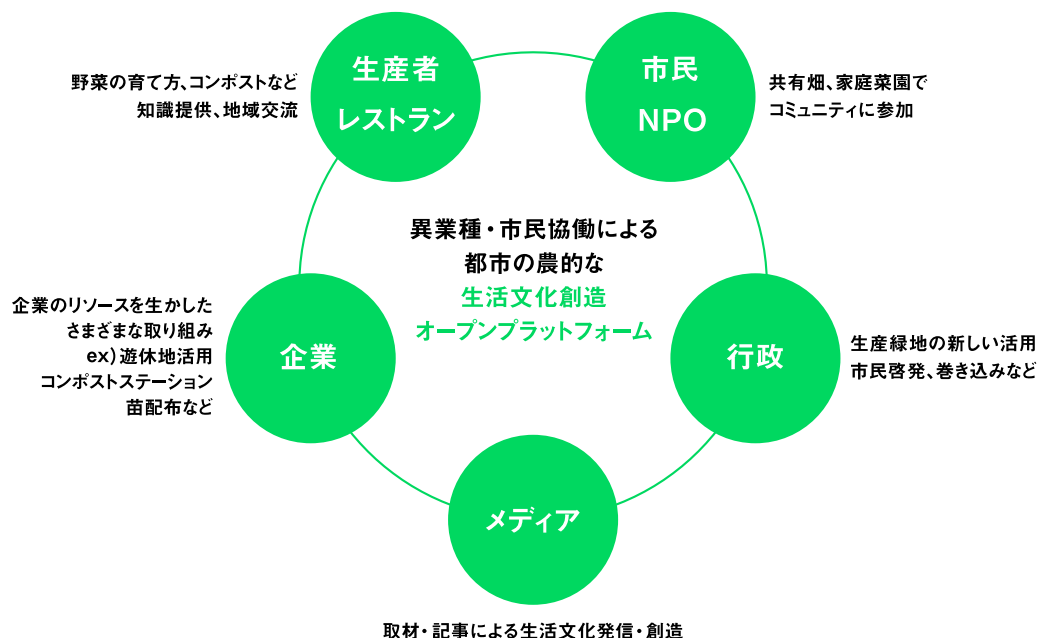 生産者
レストラン
野菜の育て方、コンポストなど
知識提供、地域交流
市民
NPO
共有畑、家庭菜園で
コミュニティに参加
異業種・市民協働による
都市の農的な
生活文化創造
オープンプラットフォーム
企業のリソースを生かした
さまざまな取り組み
ex)遊休地活用
コンポストステーション
苗配布など
企業
行政
生産緑地の新しい活用
市民啓発、巻き込みなど
メディア
取材・記事による生活文化発信・創造